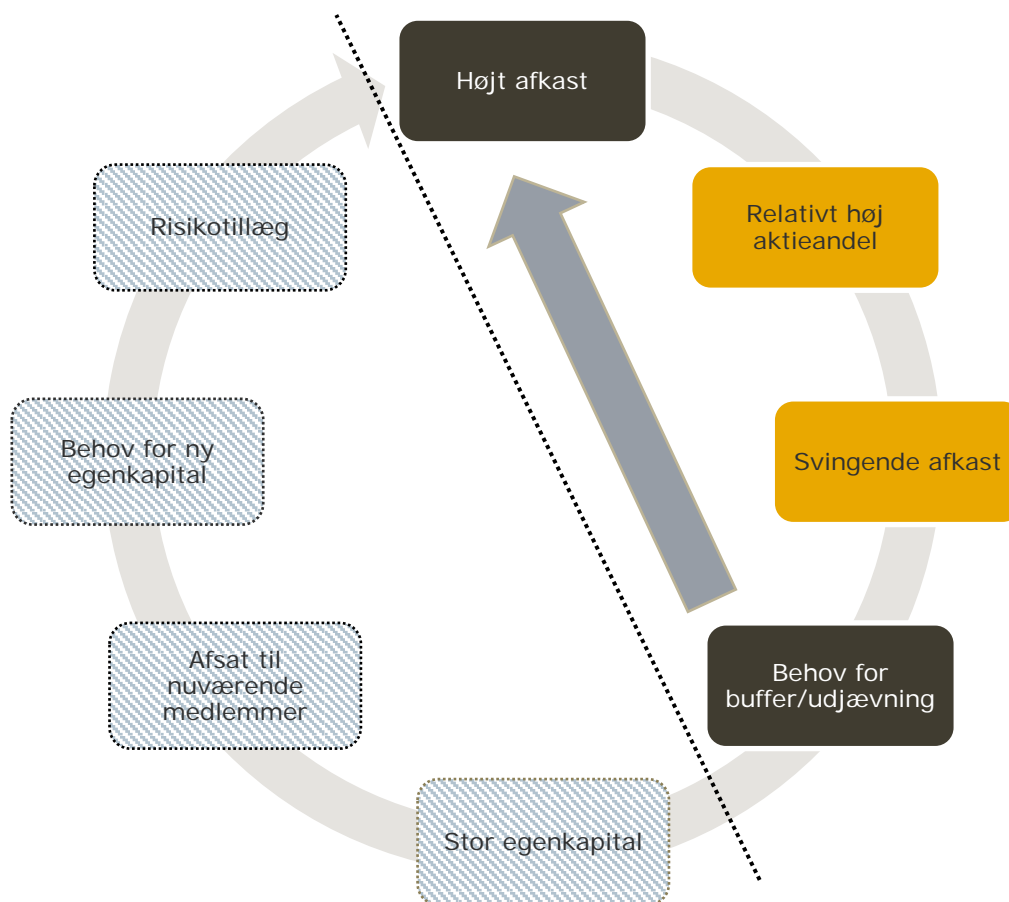 Højt afkast
Relativt høj
aktieandel
Svingende afkast
Behov for
buffer/udjævning
Stor egenkapital
Afsat til
nuværende
medlemmer
Behov for ny
egenkapital
Risikotillæg